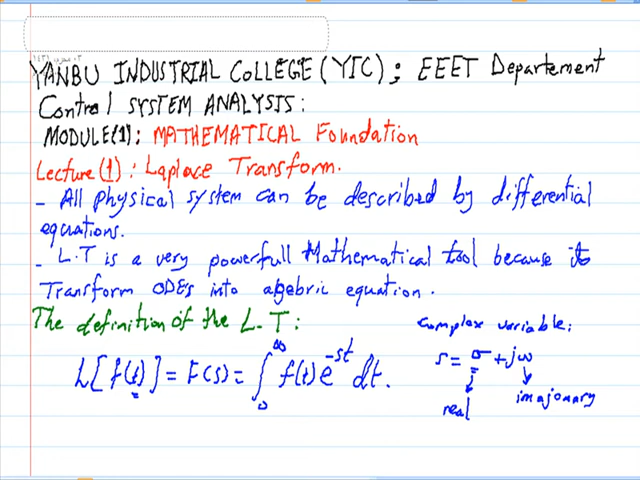 YANBU INDUSTRIAL COLLEGE (YIC); EEET Departement
Control SYSTEM ANALYSIS:
MODULE(1): MATHEMATICAL Foundation
Lecture(1): Laplace Transform.
- All physical system can be described by differential
equations.
- L.T is a very powerfull Mathematical tool because it
Transform ODEs into algebric equation.
The definition of the L.T:
complex variable:
L[f(t)] = F(s) = ∫₀^∞ f(t)e^{-st} dt.
s = σ + jω
real
imajonary